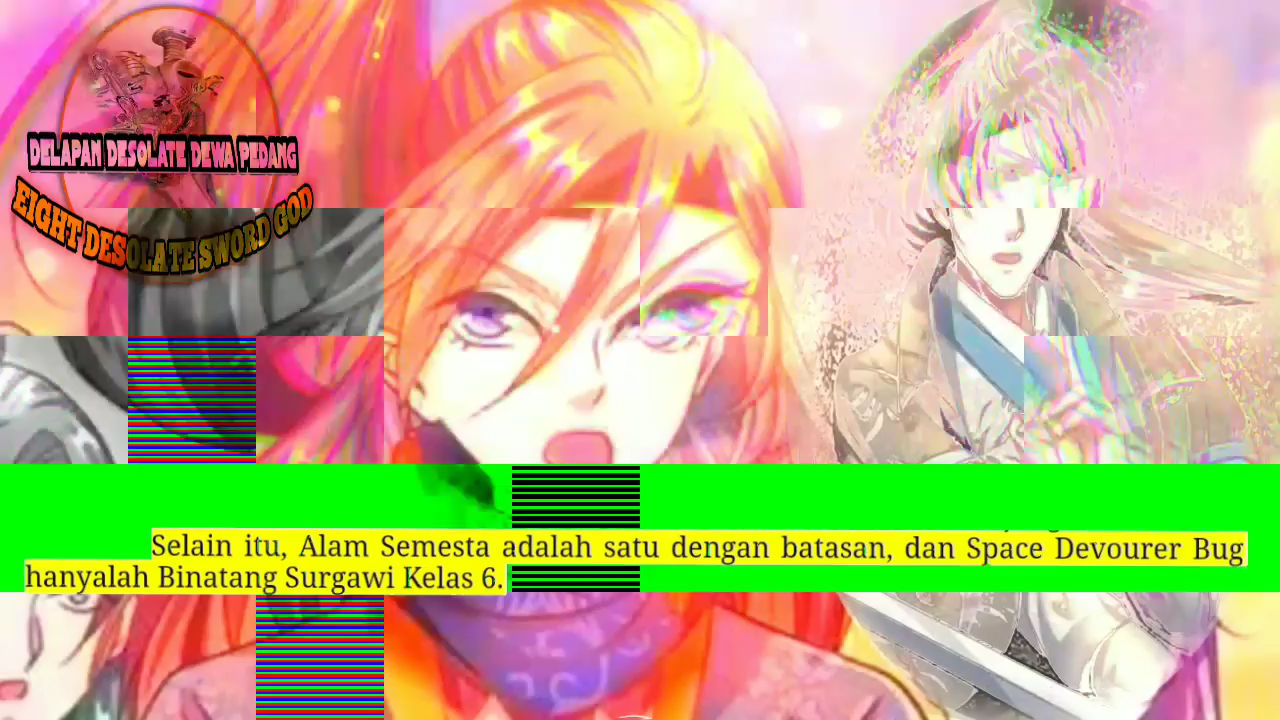 DELAPAN DESOLATE DEWA PEDANG
EIGHT DESOLATE SWORD GOD
Selain itu, Alam Semesta adalah satu dengan batasan, dan Space Devourer Bug
hanyalah Binatang Surgawi Kelas 6.